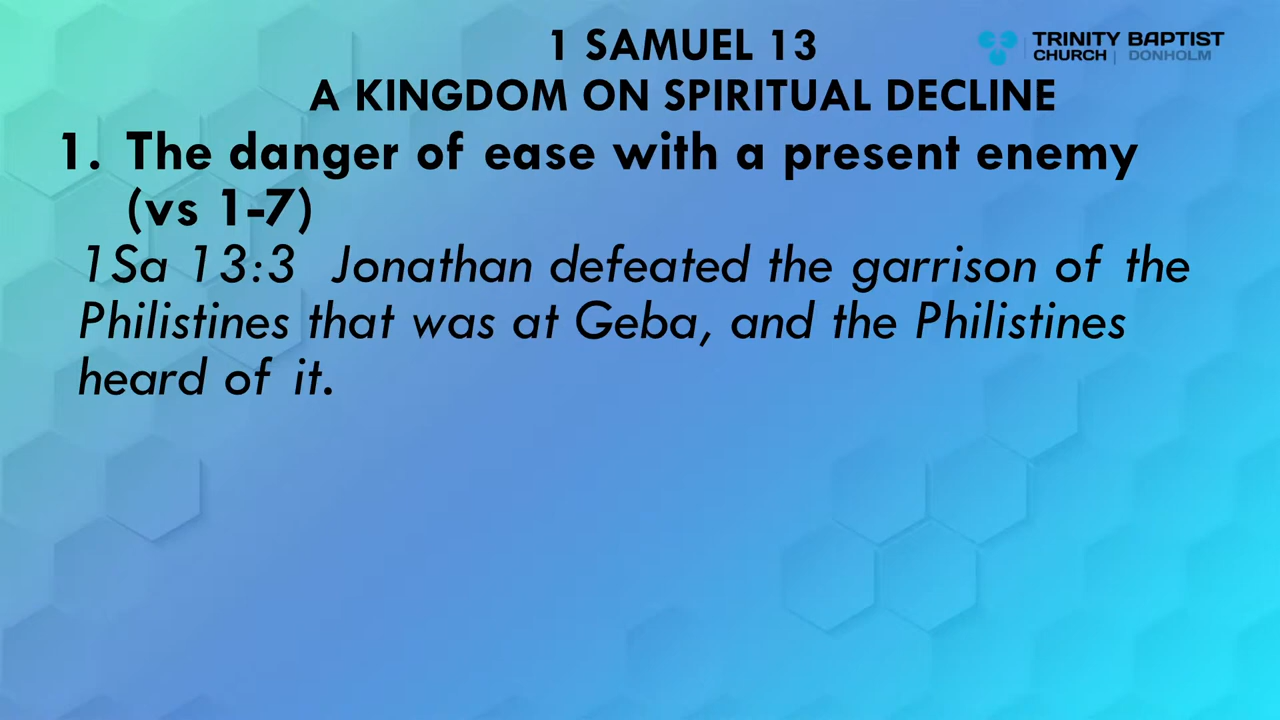 1 SAMUEL 13
A KINGDOM ON SPIRITUAL DECLINE
TRINITY BAPTIST
CHURCH | DONHOLM
1. The danger of ease with a present enemy
(vs 1-7)
1Sa 13:3 Jonathan defeated the garrison of the
Philistines that was at Geba, and the Philistines
heard of it.